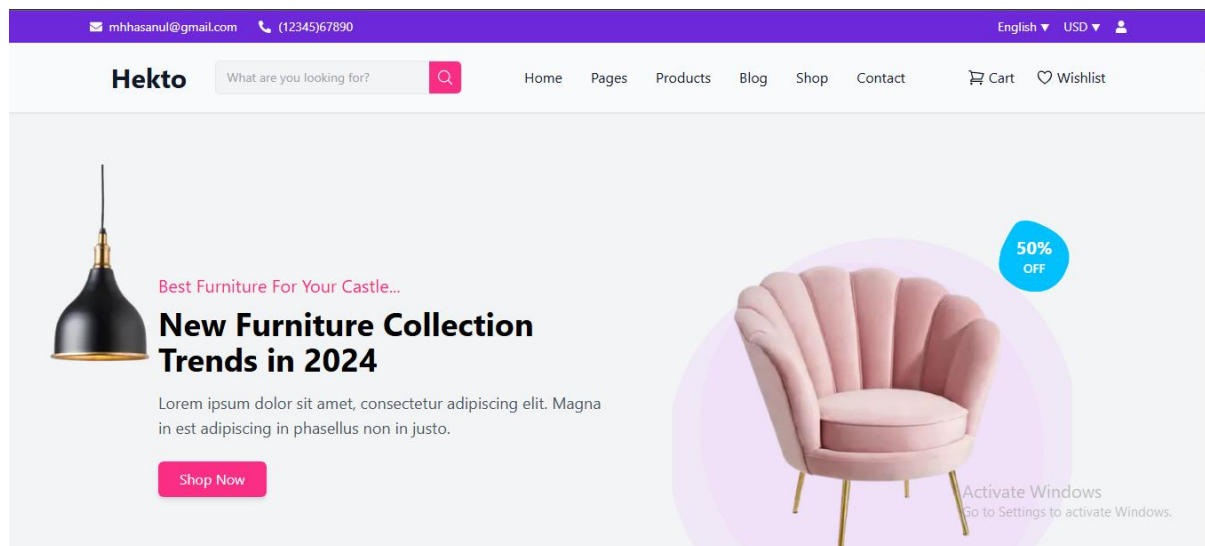 mhhasanul@gmail.com (12345)67890 English ▼ USD ▼
Hekto What are you looking for? Home Pages Products Blog Shop Contact Cart Wishlist
50%
OFF
Best Furniture For Your Castle...
New Furniture Collection
Trends in 2024
Lorem ipsum dolor sit amet, consectetur adipiscing elit. Magna
in est adipiscing in phasellus non in justo.
Shop Now
Activate Windows
Go to Settings to activate Windows.